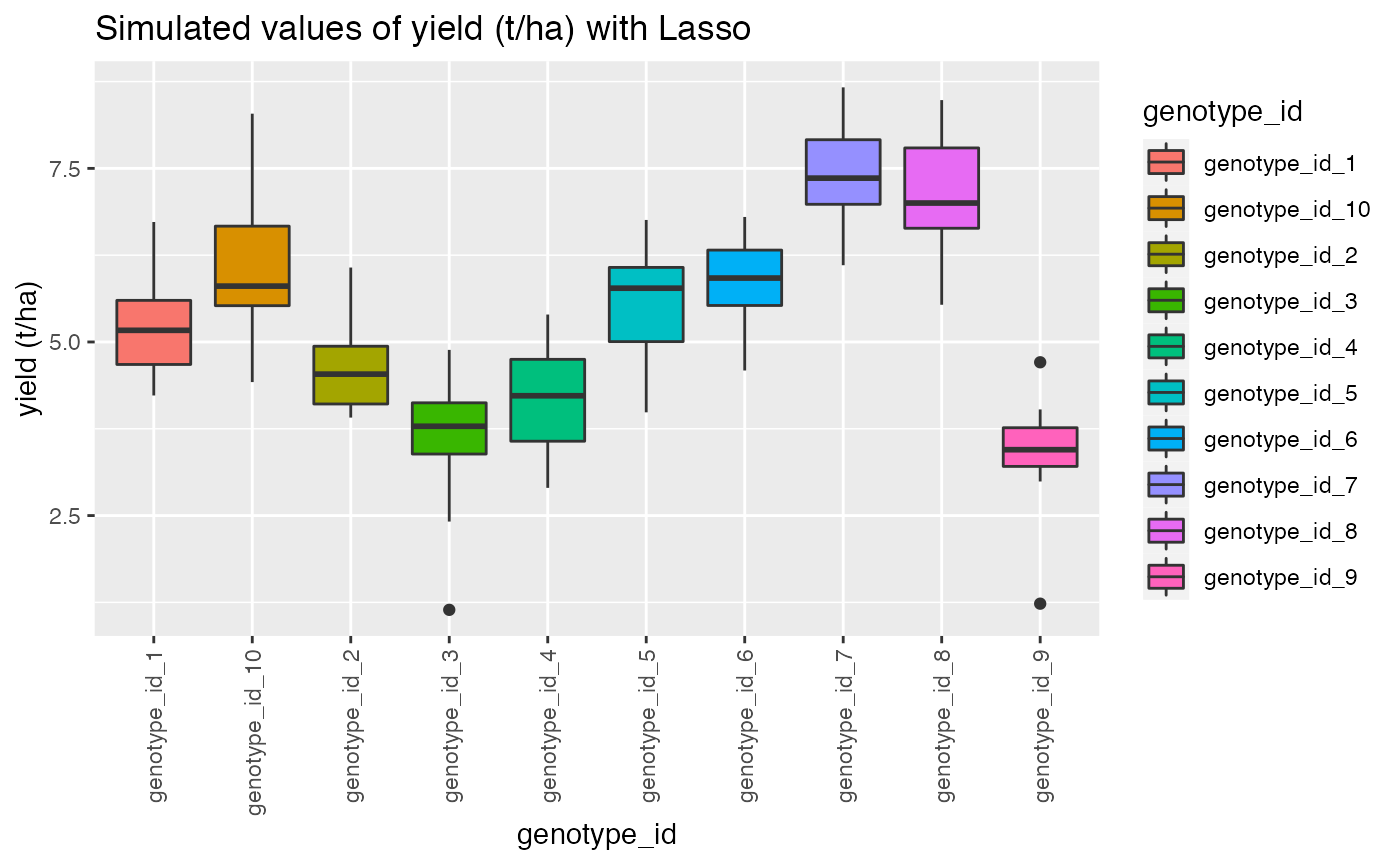 Simulated values of yield (t/ha) with Lasso
yield (t/ha)
7.5
5.0
2.5
genotype_id_1
genotype_id_10
genotype_id_2
genotype_id_3
genotype_id_4
genotype_id_5
genotype_id_6
genotype_id_7
genotype_id_8
genotype_id_9
genotype_id
genotype_id
genotype_id_1
genotype_id_10
genotype_id_2
genotype_id_3
genotype_id_4
genotype_id_5
genotype_id_6
genotype_id_7
genotype_id_8
genotype_id_9